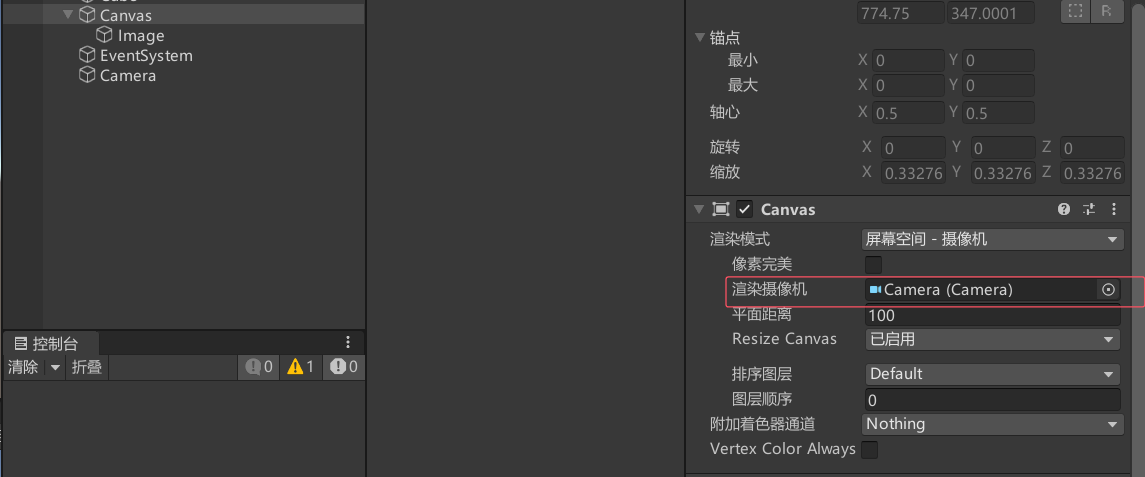 Canvas
Image
EventSystem
Camera
控制台
清除 折叠 0 1 0
774.75 347.0001 R
锚点
最小 X 0 Y 0
最大 X 0 Y 0
轴心 X 0.5 Y 0.5
旋转 X 0 Y 0 Z 0
缩放 X 0.33276 Y 0.33276 Z 0.33276
Canvas
渲染模式 屏幕空间 - 摄像机
像素完美
渲染摄像机 Camera (Camera)
平面距离 100
Resize Canvas 已启用
排序图层 Default
图层顺序 0
附加着色器通道 Nothing
Vertex Color Always